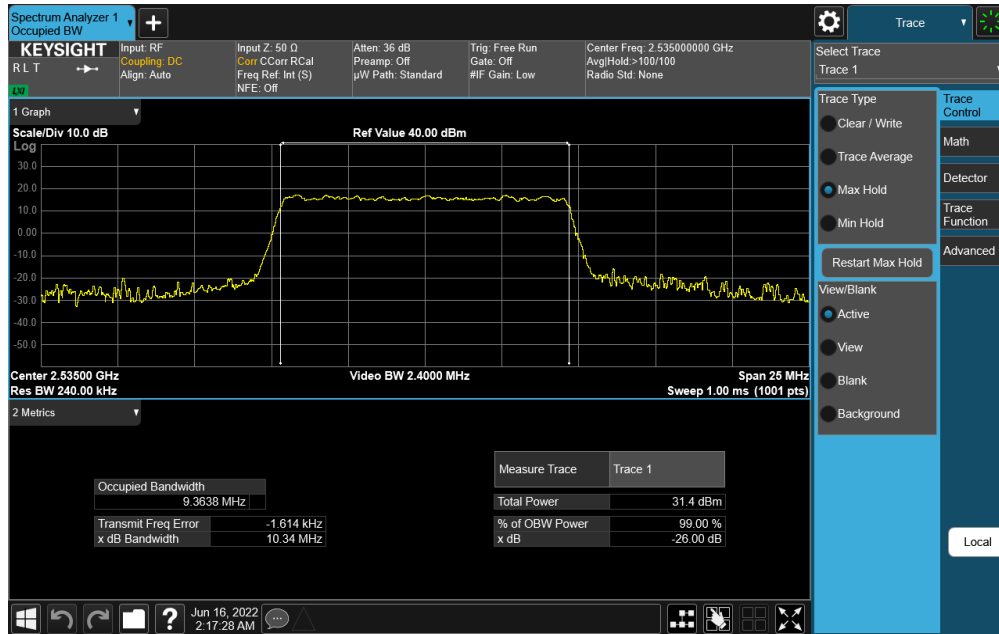 Spectrum Analyzer 1
Occupied BW
Trace
KEYSIGHT
R L T
LXI
Input: RF
Coupling: DC
Align: Auto
Input Z: 50 Ω
Corr CCorr RCal
Freq Ref: Int (S)
NFE: Off
Atten: 36 dB
Preamp: Off
µW Path: Standard
Trig: Free Run
Gate: Off
#IF Gain: Low
Center Freq: 2.535000000 GHz
Avg|Hold:>100/100
Radio Std: None
Select Trace
Trace 1
1 Graph
Scale/Div 10.0 dB
Ref Value 40.00 dBm
Log
30.0
20.0
10.0
0.00
-10.0
-20.0
-30.0
-40.0
-50.0
Center 2.53500 GHz
Video BW 2.4000 MHz
Span 25 MHz
Res BW 240.00 kHz
Sweep 1.00 ms (1001 pts)
2 Metrics
Occupied Bandwidth
9.3638 MHz
Transmit Freq Error -1.614 kHz
x dB Bandwidth 10.34 MHz
Measure Trace Trace 1
Total Power 31.4 dBm
% of OBW Power 99.00 %
x dB -26.00 dB
Trace Type
Clear / Write
Trace Average
Max Hold
Min Hold
Restart Max Hold
View/Blank
Active
View
Blank
Background
Trace
Control
Math
Detector
Trace
Function
Advanced
Local
Jun 16, 2022
2:17:28 AM